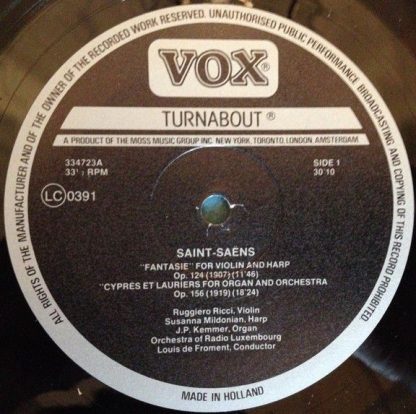 ALL RIGHTS OF THE MANUFACTURER AND OF THE OWNER OF THE RECORDED WORK RESERVED. UNAUTHORISED PUBLIC PERFORMANCE BROADCASTING AND COPYING OF THIS RECORD PROHIBITED
VOX®
TURNABOUT®
A PRODUCT OF THE MOSS MUSIC GROUP INC. NEW YORK, TORONTO, LONDON, AMSTERDAM
334723A SIDE 1
33⅓ RPM 30'10
LC 0391
SAINT-SAËNS
"FANTASIE" FOR VIOLIN AND HARP
Op. 124 (1907) (11'46)
"CYPRÈS ET LAURIERS FOR ORGAN AND ORCHESTRA
Op. 156 (1919) (18'24)
Ruggiero Ricci, Violin
Susanna Mildonian, Harp
J.P. Kemmer, Organ
Orchestra of Radio Luxembourg
Louis de Froment, Conductor
MADE IN HOLLAND